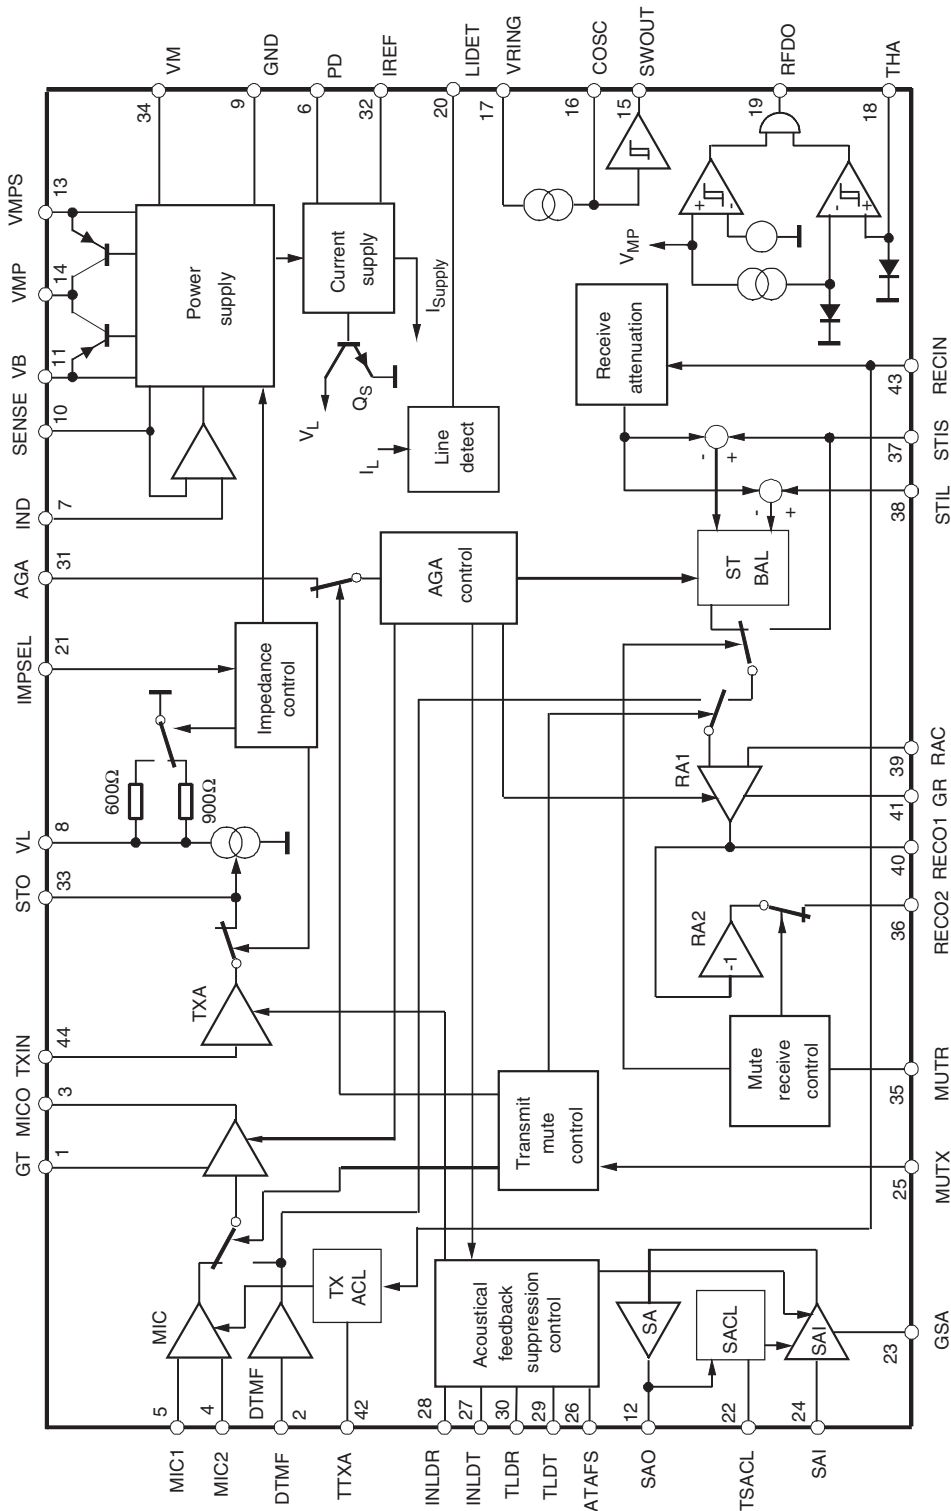 VM
GND
PD
IREF
LIDET
VRING
COSC
SWOUT
RFDO
THA
34
9
6
32
20
17
16
15
19
18
VMPS
13
VMP
14
VB
11
SENSE
10
IND
7
AGA
31
IMPSEL
21
VL
8
STO
33
TXIN
44
MICO
3
GT
1
Power
supply
Current
supply
I Supply
V L
Q S
I L
Line
detect
Receive
attenuation
V MP
+
-
-
+
-
+
-
+
ST
BAL
AGA
control
Impedance
control
600Ω
900Ω
TXA
RA1
RA2
-1
Mute
receive
control
Transmit
mute
control
TX
ACL
MIC
DTMF
Acoustical
feedback
suppression
control
SA
SACL
SAI
43
RECIN
37
STIS
38
STIL
39
RAC
41
GR
40
RECO1
36
RECO2
35
MUTR
25
MUTX
23
GSA
5
4
2
42
28
27
30
29
26
12
22
24
MIC1
MIC2
DTMF
TTXA
INLDR
INLDT
TLDR
TLDT
ATAFS
SAO
TSACL
SAI